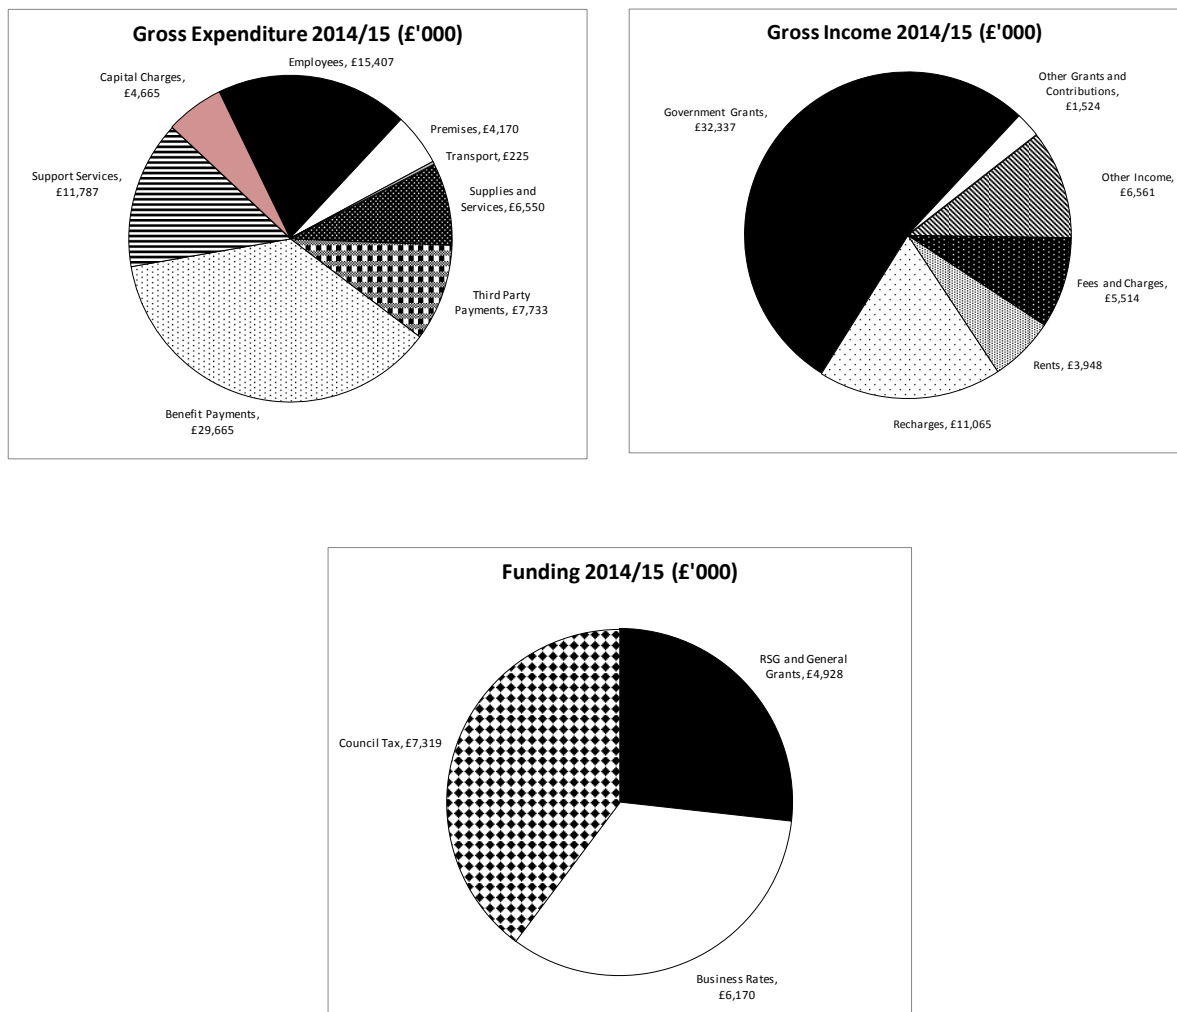 Gross Expenditure 2014/15 (£'000)
Employees, £15,407
Capital Charges,
£4,665
Premises, £4,170
Transport, £225
Support Services,
£11,787
Supplies and
Services, £6,550
Third Party
Payments, £7,733
Benefit Payments,
£29,665
Gross Income 2014/15 (£'000)
Other Grants and
Contributions,
£1,524
Government Grants,
£32,337
Other Income,
£6,561
Fees and Charges,
£5,514
Rents, £3,948
Recharges, £11,065
Funding 2014/15 (£'000)
RSG and General
Grants, £4,928
Council Tax, £7,319
Business Rates,
£6,170